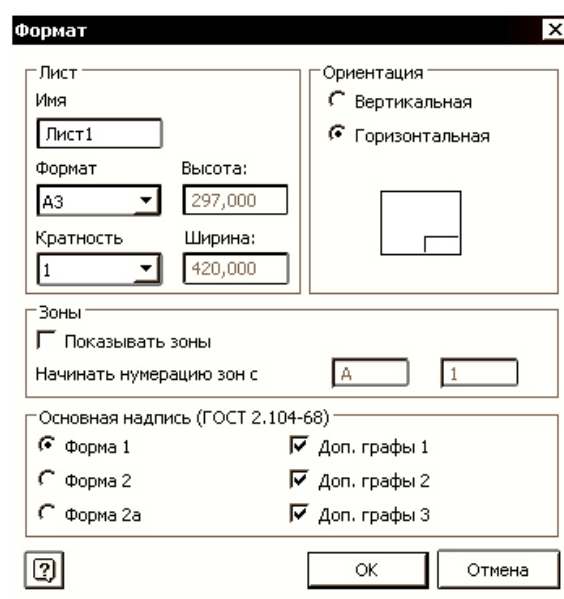 Формат
Лист
Имя
Лист1
Формат Высота:
А3 297,000
Кратность Ширина:
1 420,000
Ориентация
Вертикальная
Горизонтальная
Зоны
Показывать зоны
Начинать нумерацию зон с А 1
Основная надпись (ГОСТ 2.104-68)
Форма 1 Доп. графы 1
Форма 2 Доп. графы 2
Форма 2а Доп. графы 3
ОК Отмена